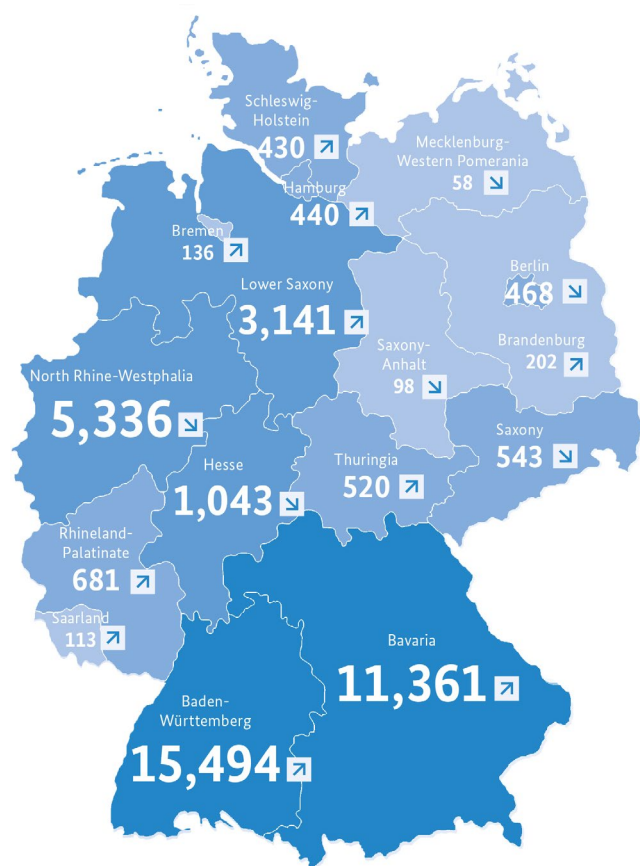 Schleswig-
Holstein
430
Mecklenburg-
Western Pomerania
58
Hamburg
440
Bremen
136
Berlin
468
Lower Saxony
3,141
Brandenburg
202
Saxony-
Anhalt
98
North Rhine-Westphalia
5,336
Saxony
543
Hesse
1,043
Thuringia
520
Rhineland-
Palatinate
681
Saarland
113
Bavaria
11,361
Baden-
Württemberg
15,494